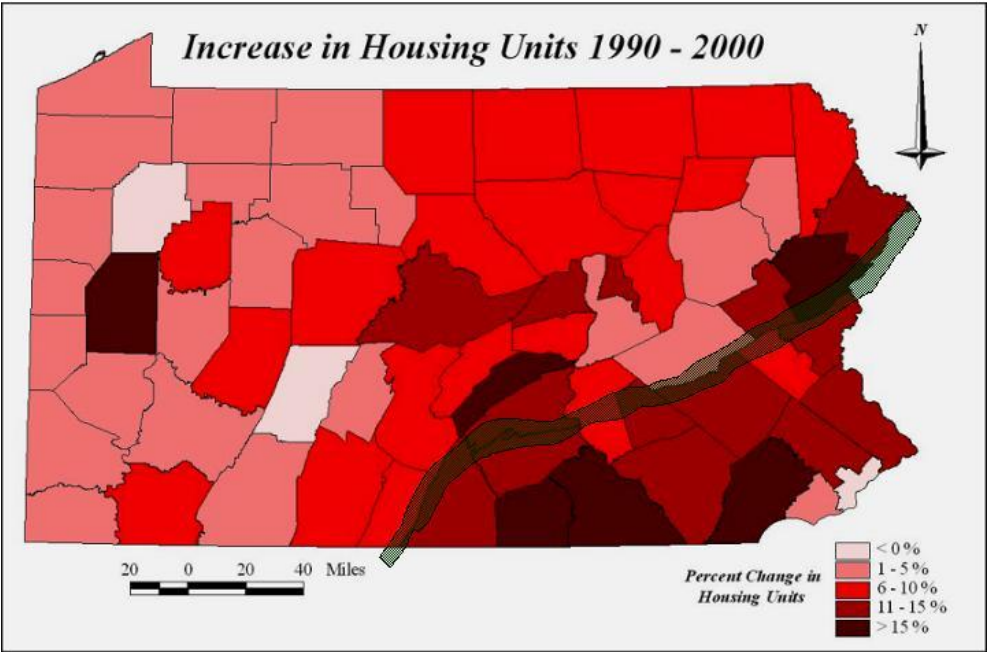 Increase in Housing Units 1990 - 2000
N
20 0 20 40 Miles
Percent Change in
Housing Units
< 0 %
1 - 5 %
6 - 10 %
11 - 15 %
> 15 %